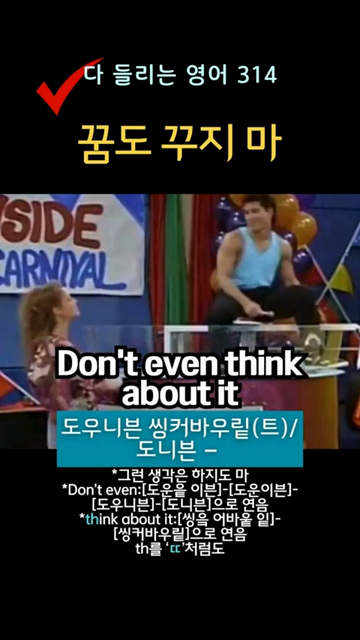 다 들리는 영어 314
꿈도 꾸지 마
SIDE
CARNIVAL
Don't even think
about it
도우니븐 씽커바우맅(트)/
도니븐 –
*그런 생각은 하지도 마
*Don't even:[도운읕 이븐]-[도운이븐]-
[도우니븐]-[도니븐]으로 연음
*think about it:[씽윽 어바울 잍]-
[씽커바우맅]으로 연음
th를 'ㄸ'처럼도